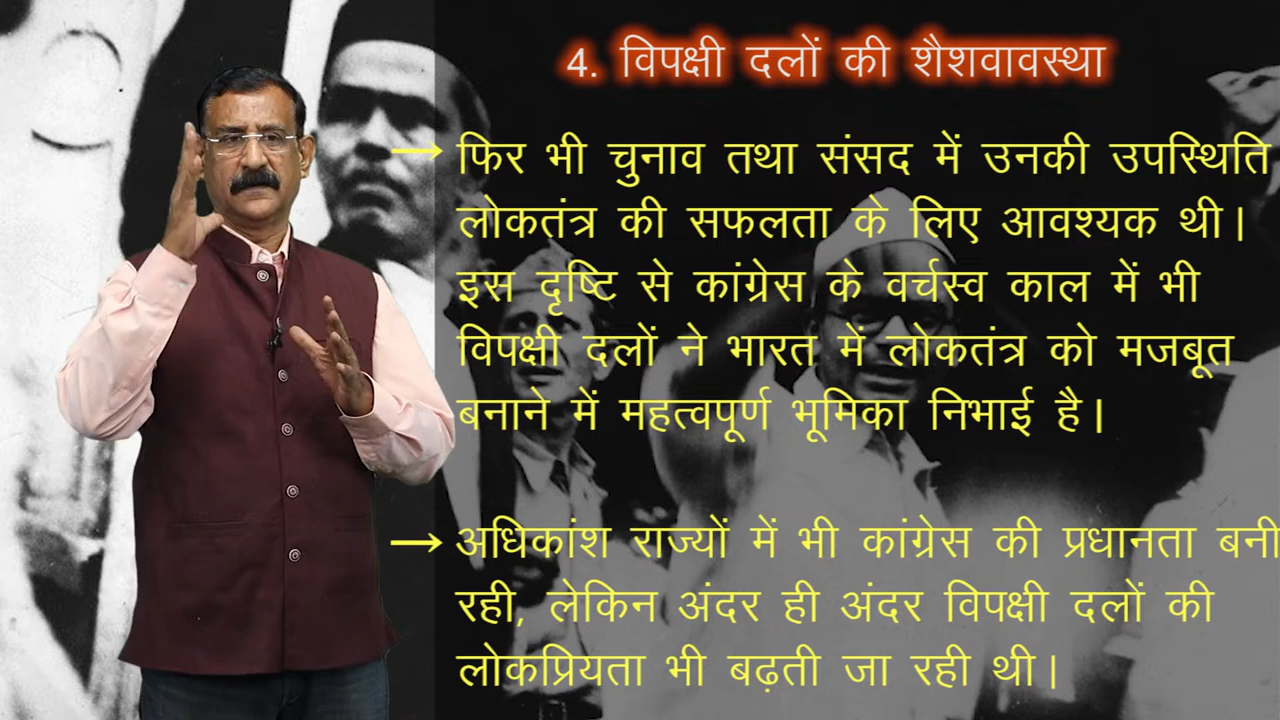 4. विपक्षी दलों की शैशवावस्था
→ फिर भी चुनाव तथा संसद में उनकी उपस्थिति
लोकतंत्र की सफलता के लिए आवश्यक थी।
इस दृष्टि से कांग्रेस के वर्चस्व काल में भी
विपक्षी दलों ने भारत में लोकतंत्र को मजबूत
बनाने में महत्वपूर्ण भूमिका निभाई है।
→ अधिकांश राज्यों में भी कांग्रेस की प्रधानता बनी
रही, लेकिन अंदर ही अंदर विपक्षी दलों की
लोकप्रियता भी बढ़ती जा रही थी।